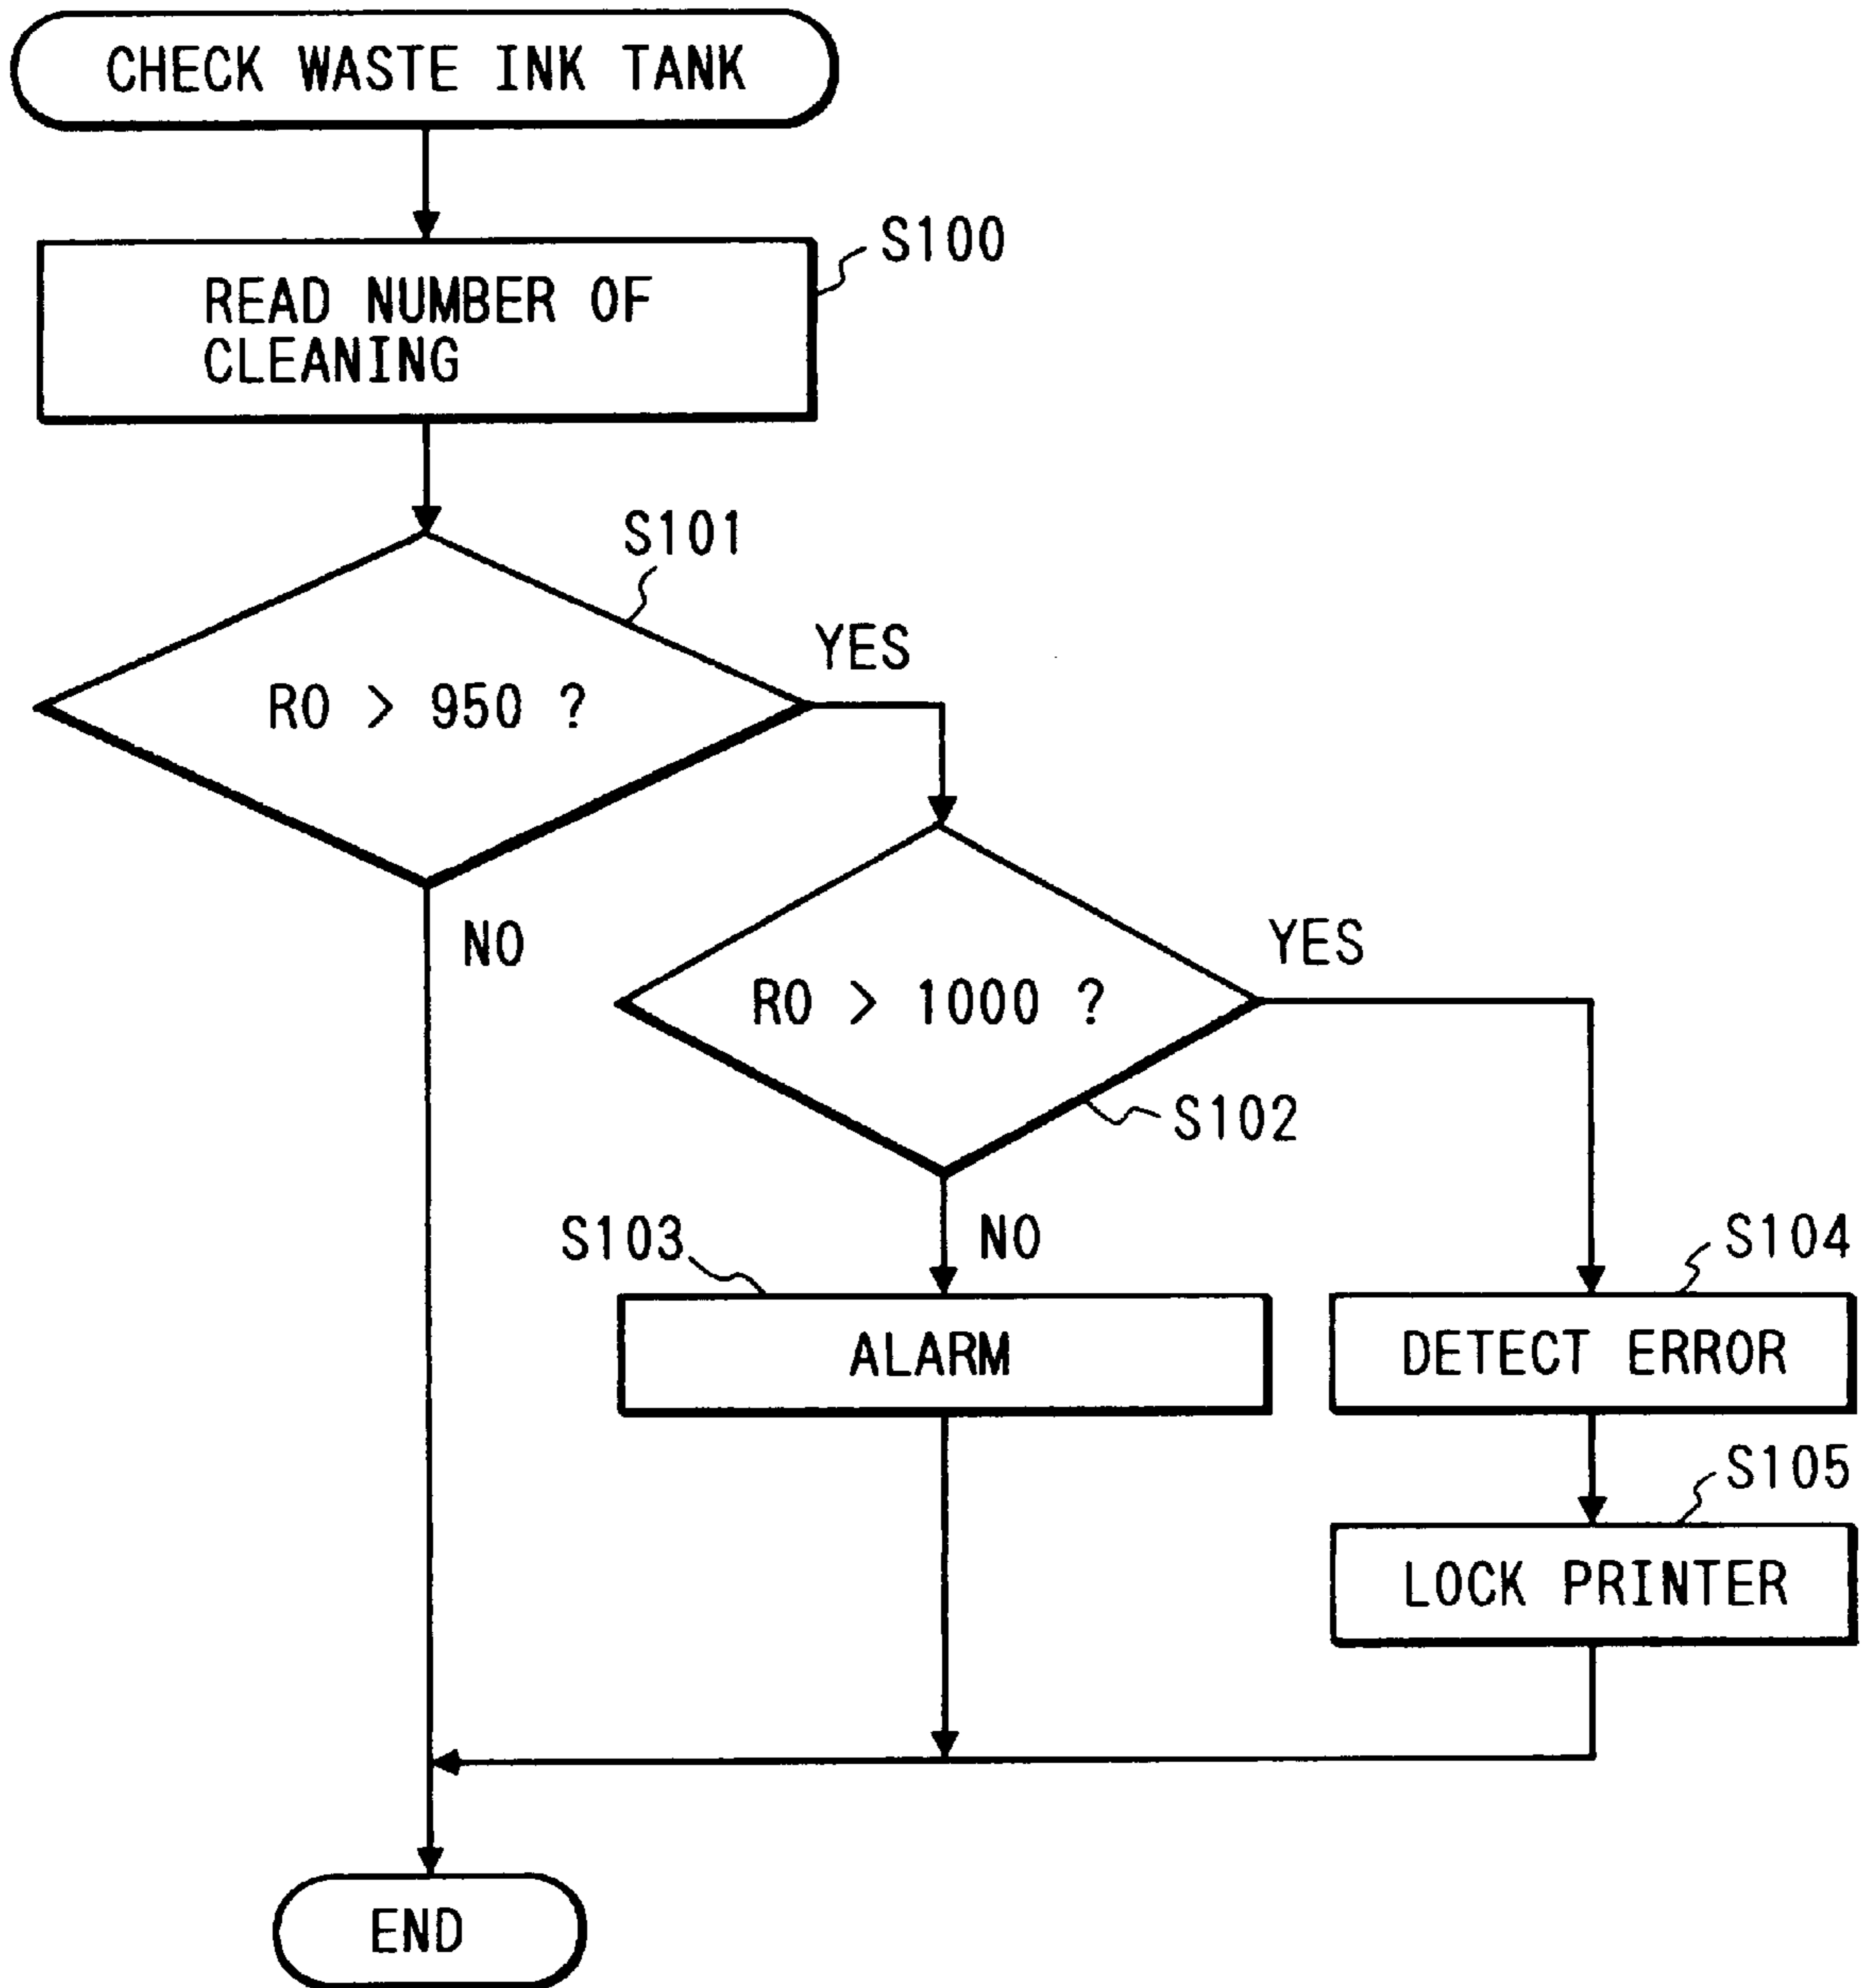 CHECK WASTE INK TANK
S100
READ NUMBER OF
CLEANING
S101
YES
R0 > 950 ?
NO
YES
R0 > 1000 ?
S102
S103
NO
S104
ALARM
DETECT ERROR
S105
LOCK PRINTER
END